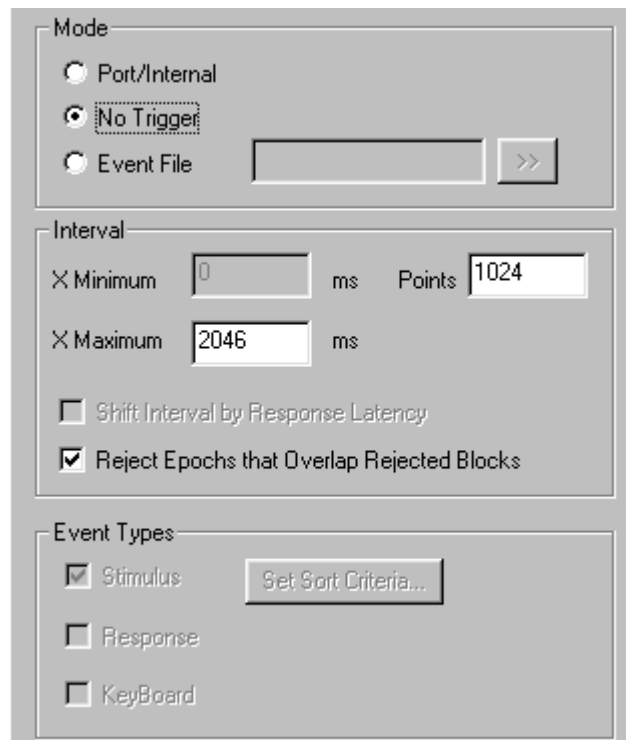 Mode
Port/Internal
No Trigger
Event File >>
Interval
X Minimum 0 ms Points 1024
X Maximum 2046 ms
Shift Interval by Response Latency
Reject Epochs that Overlap Rejected Blocks
Event Types
Stimulus Set Sort Criteria...
Response
KeyBoard